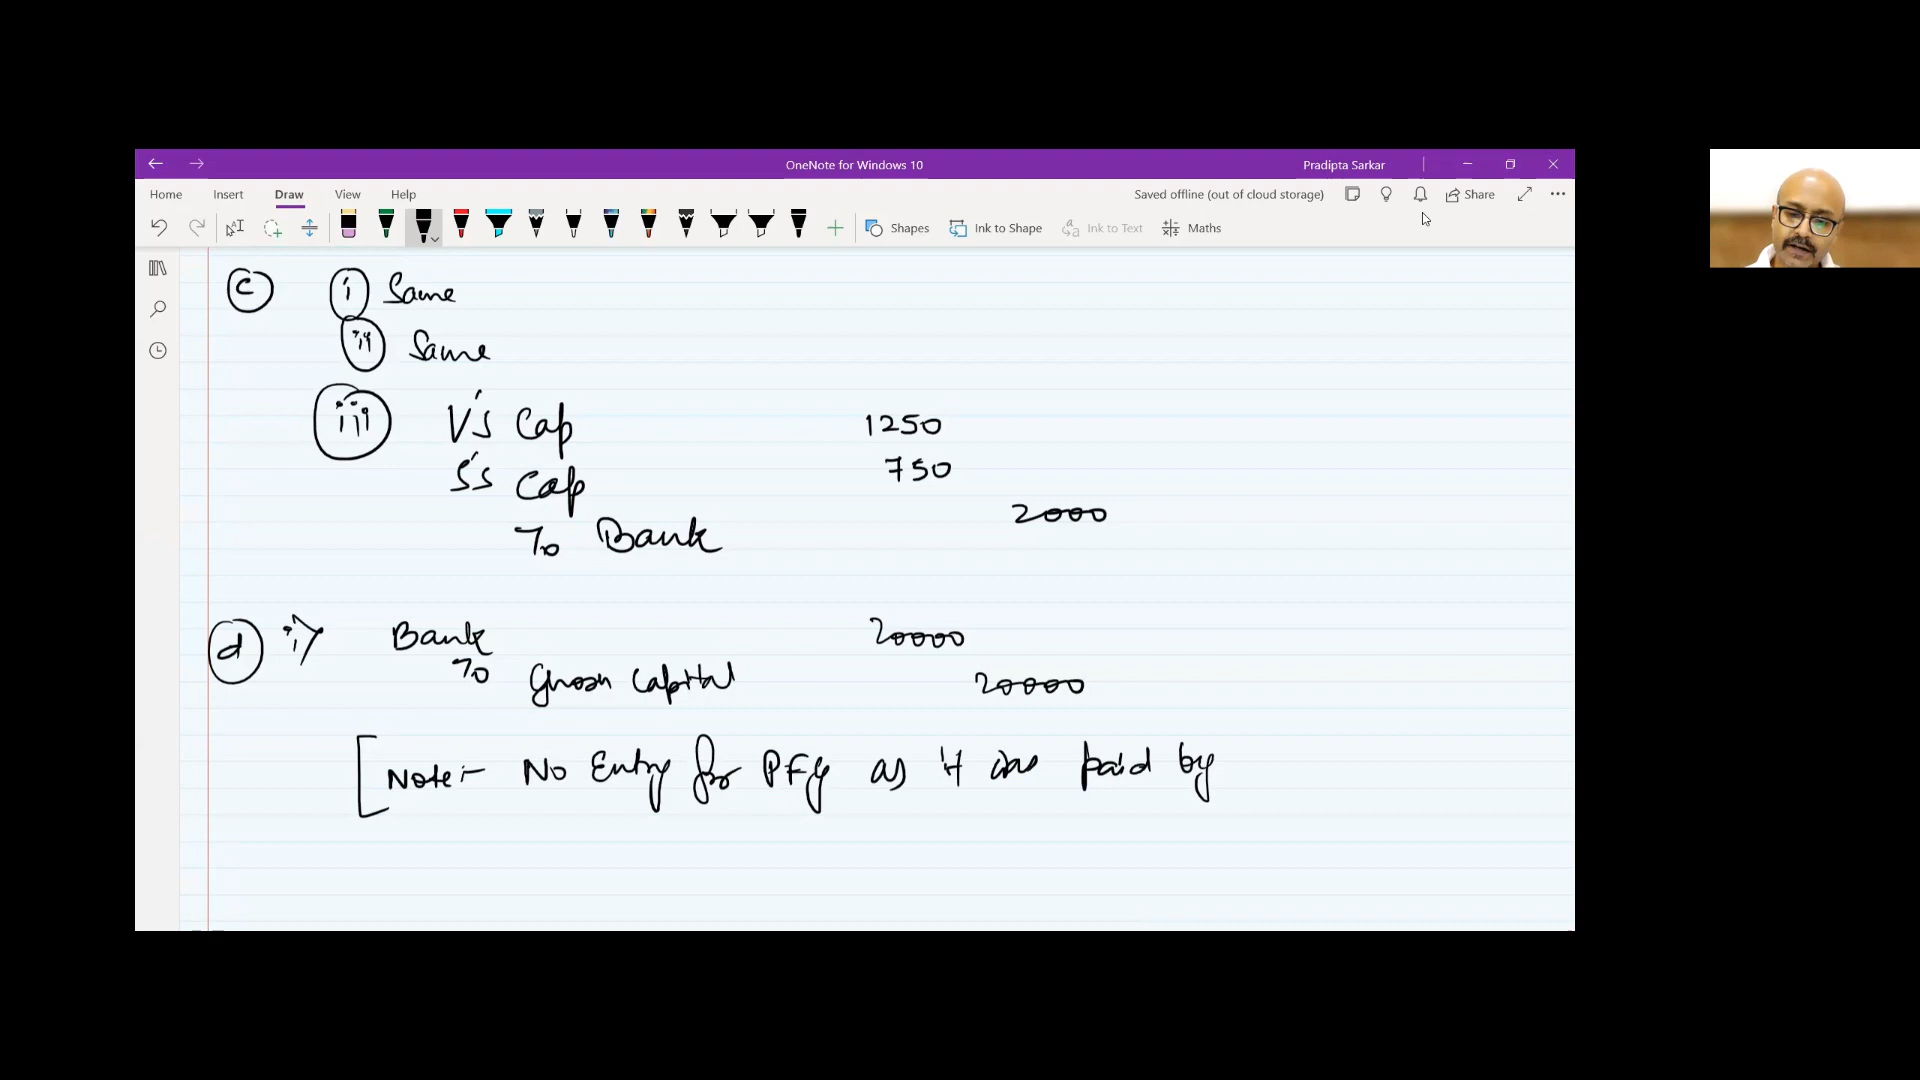 OneNote for Windows 10
Pradipta Sarkar
Home Insert Draw View Help
Saved offline (out of cloud storage)
Share
Shapes Ink to Shape Ink to Text Maths
c i Same
ii Same
iii V's Cap 1250
S's Cap 750
To Bank 2000
d i> Bank 20000
To Ghosh Capital 20000
[Note:- No Entry for PFG as it was paid by